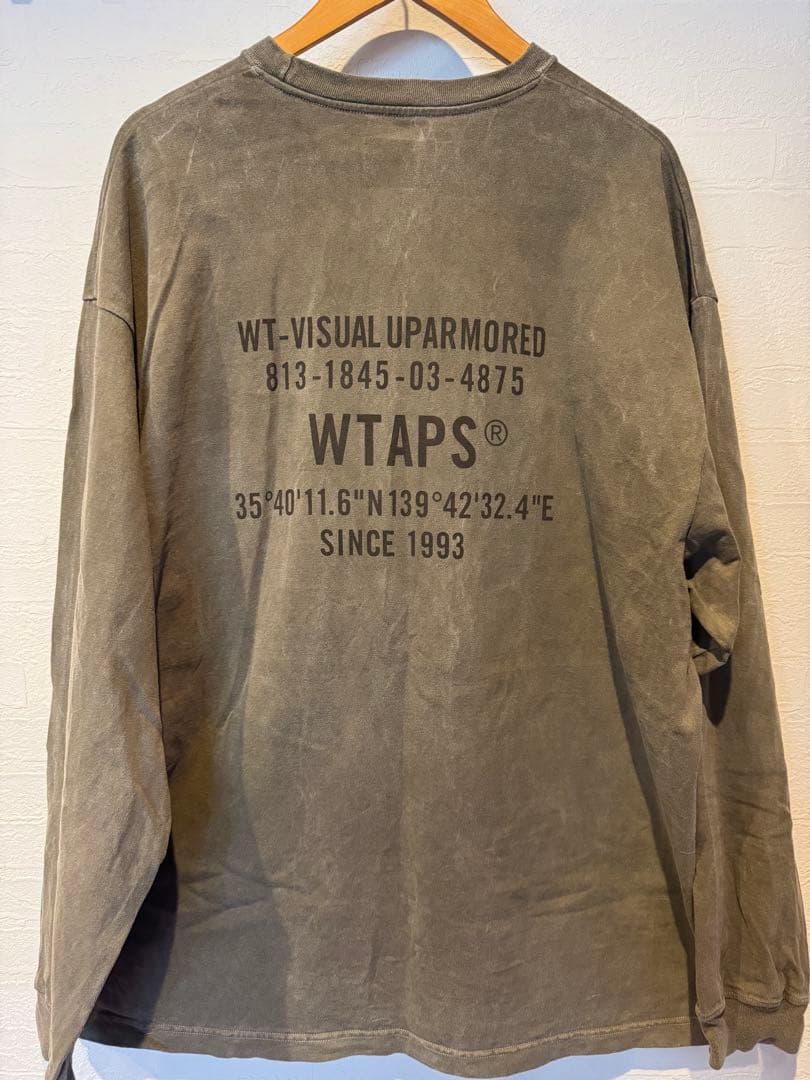 WT-VISUAL UPARMORED
813-1845-03-4875
WTAPS®
35°40'11.6"N 139°42'32.4"E
SINCE 1993